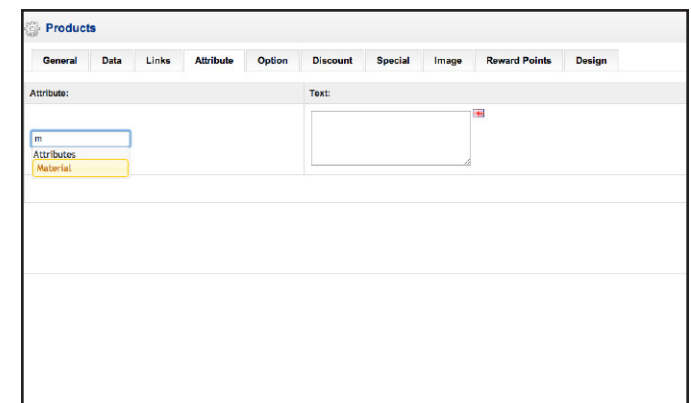 Products
General Data Links Attribute Option Discount Special Image Reward Points Design
Attribute: Text:
m
Attributes
Material